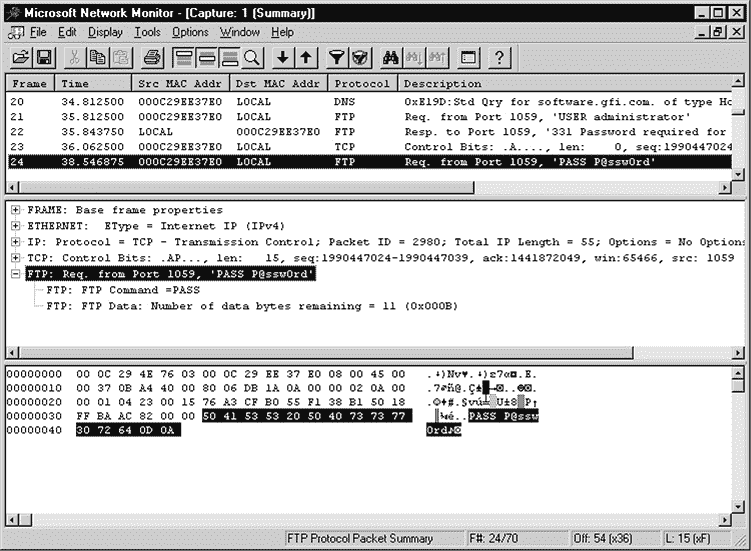 Microsoft Network Monitor - [Capture: 1 (Summary)]
File Edit Display Tools Options Window Help
Frame Time Src MAC Addr Dst MAC Addr Protocol Description
20 34.812500 000C29EE37E0 LOCAL DNS 0xE19D:Std Qry for software.gfi.com. of type Ho
21 35.812500 000C29EE37E0 LOCAL FTP Req. from Port 1059, 'USER administrator'
22 35.843750 LOCAL 000C29EE37E0 FTP Resp. to Port 1059, '331 Password required for
23 36.062500 000C29EE37E0 LOCAL TCP Control Bits: .A...., len: 0, seq:1990447024
24 38.546875 000C29EE37E0 LOCAL FTP Req. from Port 1059, 'PASS P@ssw0rd'
FRAME: Base frame properties
ETHERNET: EType = Internet IP (IPv4)
IP: Protocol = TCP - Transmission Control; Packet ID = 2980; Total IP Length = 55; Options = No Option
TCP: Control Bits: .AP..., len: 15, seq:1990447024-1990447039, ack:1441872049, win:65466, src: 1059
FTP: Req. from Port 1059, 'PASS P@ssw0rd'
FTP: FTP Command =PASS
FTP: FTP Data: Number of data bytes remaining = 11 (0x000B)
00000000 00 0C 29 4E 76 03 00 0C 29 EE 37 E0 08 00 45 00
00000010 00 37 0B A4 40 00 80 06 DB 1A 0A 00 00 02 0A 00
00000020 00 01 04 23 00 15 76 A3 CF B0 55 F1 38 B1 50 18
00000030 FF BA AC 82 00 00 50 41 53 53 20 50 40 73 73 77 PASS P@ssw
00000040 30 72 64 0D 0A 0rd♪◙
FTP Protocol Packet Summary F#: 24/70 Off: 54 (x36) L: 15 (xF)